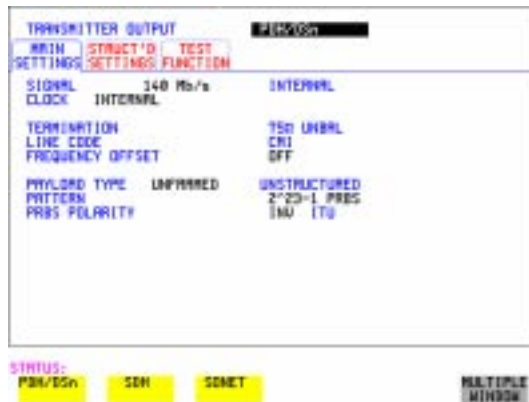 TRANSMITTER OUTPUT PDH/DSn
MAIN SETTINGS STRUCT'D SETTINGS TEST FUNCTION
SIGNAL 140 Mb/s INTERNAL
CLOCK INTERNAL
TERMINATION 75Ω UNBAL
LINE CODE CMI
FREQUENCY OFFSET OFF
PAYLOAD TYPE UNFRAMED UNSTRUCTURED
PATTERN 2^23-1 PRBS
PRBS POLARITY INV ITU
STATUS:
PDH/DSn SDH SONET MULTIPLE WINDOW